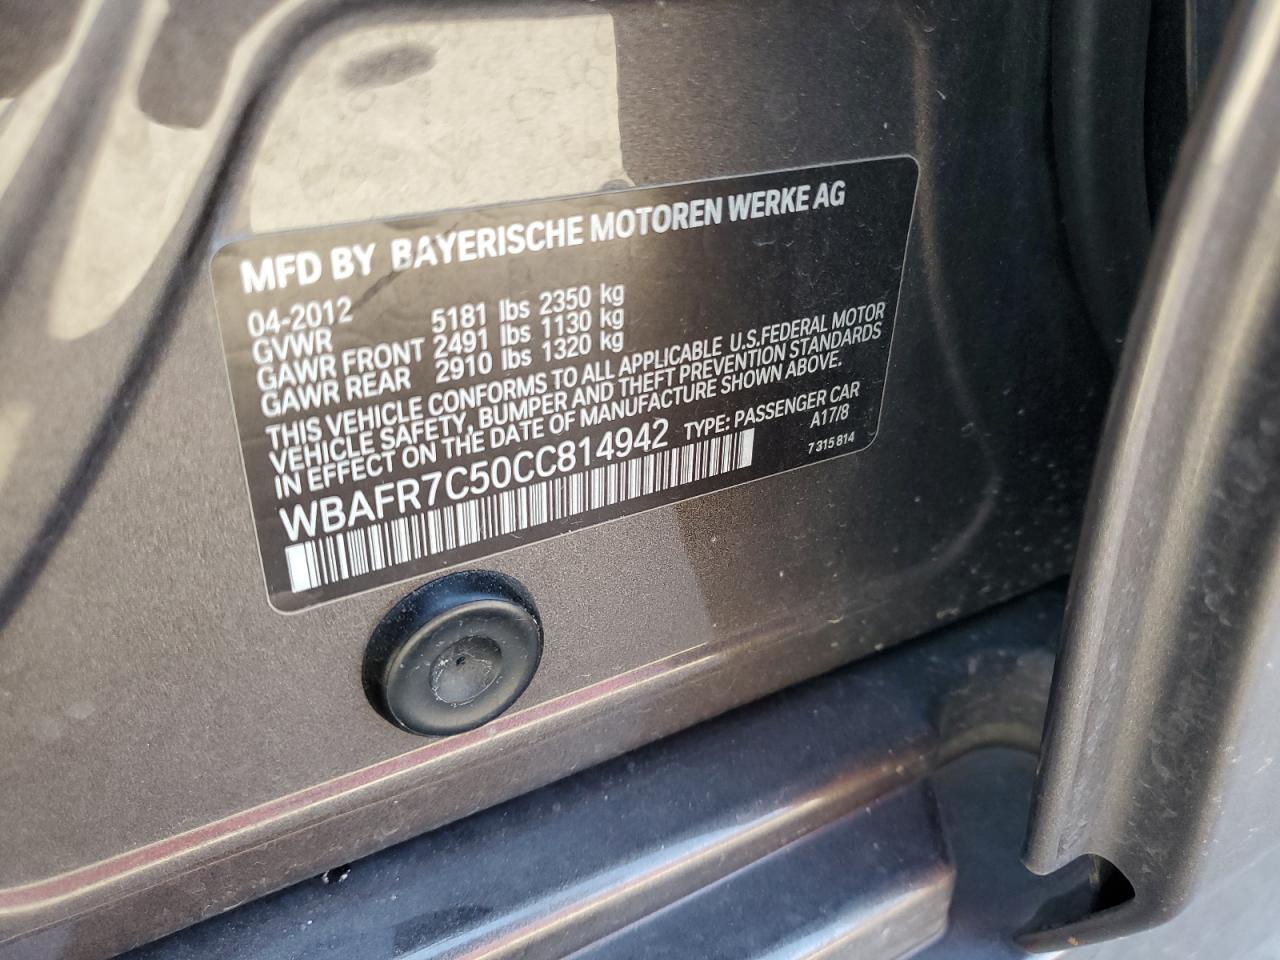 MFD BY BAYERISCHE MOTOREN WERKE AG
04-2012
GVWR 5181 lbs 2350 kg
GAWR FRONT 2491 lbs 1130 kg
GAWR REAR 2910 lbs 1320 kg
THIS VEHICLE CONFORMS TO ALL APPLICABLE U.S.FEDERAL MOTOR
VEHICLE SAFETY, BUMPER AND THEFT PREVENTION STANDARDS
IN EFFECT ON THE DATE OF MANUFACTURE SHOWN ABOVE.
WBAFR7C50CC814942 TYPE: PASSENGER CAR
A17/8
7 315 814